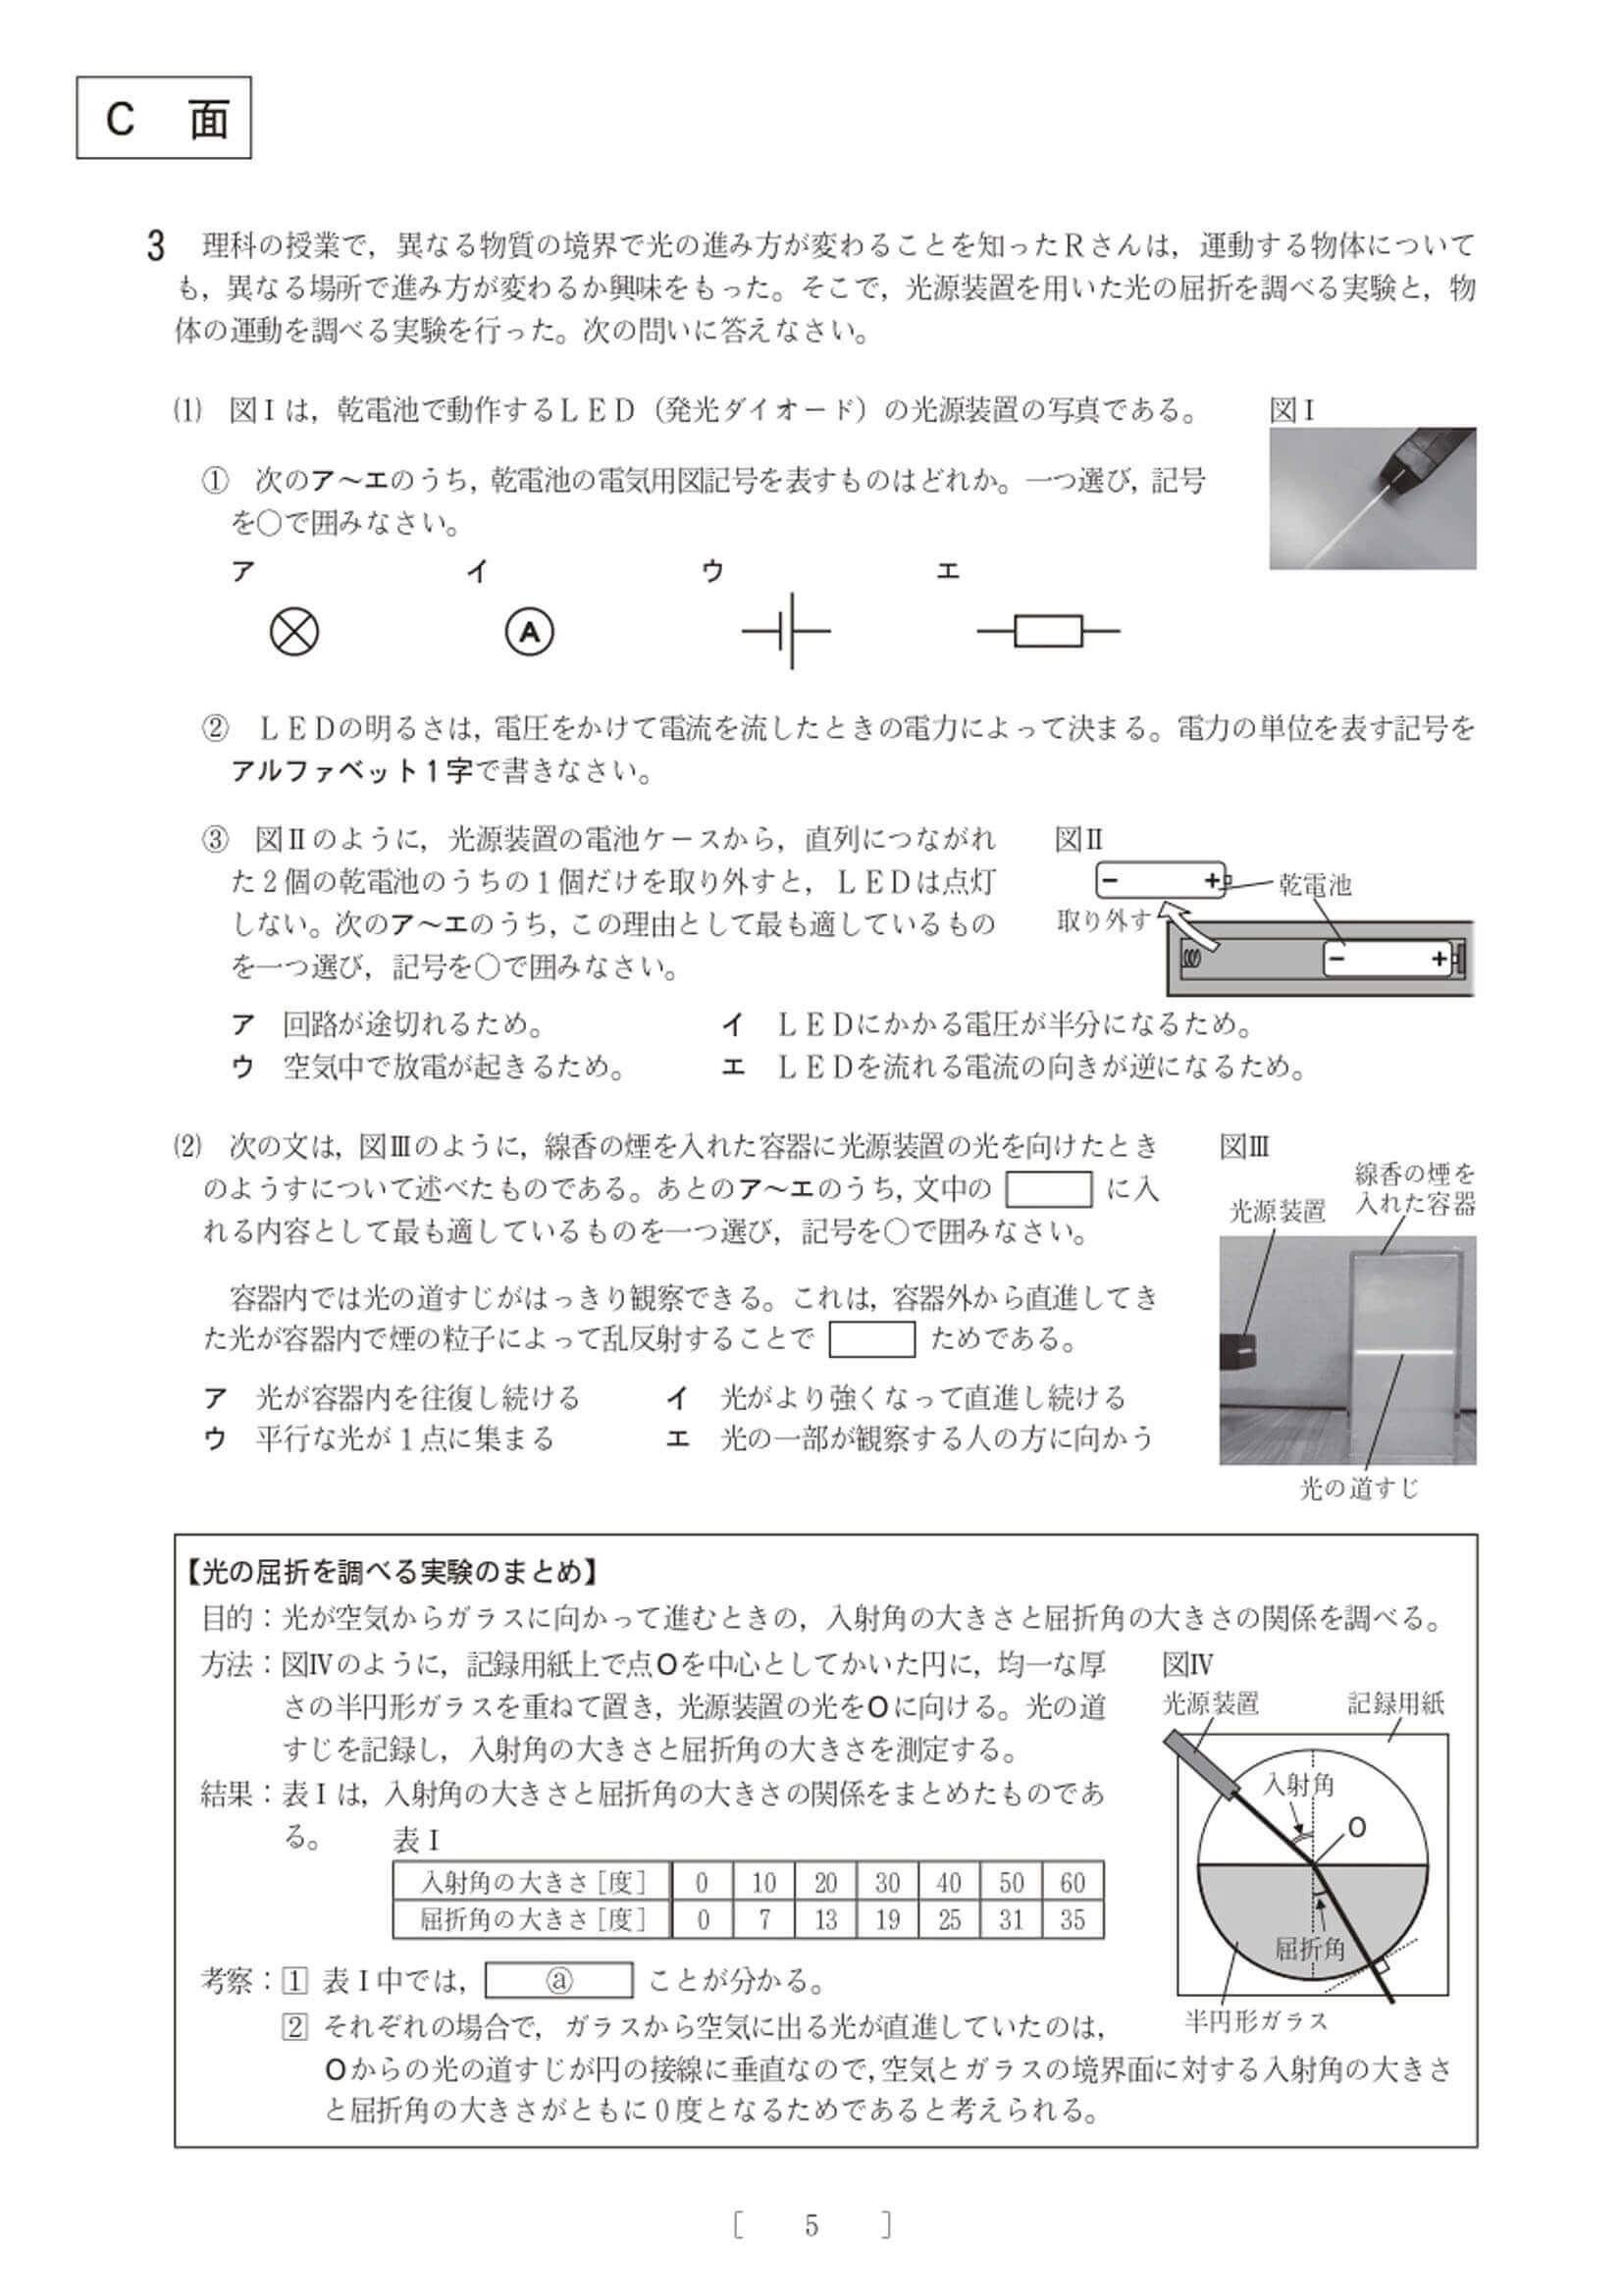 C 面
3 理科の授業で，異なる物質の境界で光の進み方が変わることを知ったＲさんは，運動する物体について
も，異なる場所で進み方が変わるか興味をもった。そこで，光源装置を用いた光の屈折を調べる実験と，物
体の運動を調べる実験を行った。次の問いに答えなさい。
⑴ 図Ⅰは，乾電池で動作するＬＥＤ（発光ダイオード）の光源装置の写真である。
図Ⅰ
① 次のア～エのうち，乾電池の電気用図記号を表すものはどれか。一つ選び，記号
を○で囲みなさい。
ア イ ウ エ
A
② ＬＥＤの明るさは，電圧をかけて電流を流したときの電力によって決まる。電力の単位を表す記号を
アルファベット１字で書きなさい。
③ 図Ⅱのように，光源装置の電池ケースから，直列につながれ
た２個の乾電池のうちの１個だけを取り外すと，ＬＥＤは点灯
しない。次のア～エのうち，この理由として最も適しているもの
を一つ選び，記号を○で囲みなさい。
図Ⅱ
− +
乾電池
取り外す
− +
ア 回路が途切れるため。 イ ＬＥＤにかかる電圧が半分になるため。
ウ 空気中で放電が起きるため。 エ ＬＥＤを流れる電流の向きが逆になるため。
⑵ 次の文は，図Ⅲのように，線香の煙を入れた容器に光源装置の光を向けたとき
のようすについて述べたものである。あとのア～エのうち，文中の に入
れる内容として最も適しているものを一つ選び，記号を○で囲みなさい。
容器内では光の道すじがはっきり観察できる。これは，容器外から直進してき
た光が容器内で煙の粒子によって乱反射することで ためである。
ア 光が容器内を往復し続ける イ 光がより強くなって直進し続ける
ウ 平行な光が１点に集まる エ 光の一部が観察する人の方に向かう
図Ⅲ
線香の煙を
入れた容器
光源装置
光の道すじ
【光の屈折を調べる実験のまとめ】
目的：光が空気からガラスに向かって進むときの，入射角の大きさと屈折角の大きさの関係を調べる。
方法：図Ⅳのように，記録用紙上で点Ｏを中心としてかいた円に，均一な厚
さの半円形ガラスを重ねて置き，光源装置の光をＯに向ける。光の道
すじを記録し，入射角の大きさと屈折角の大きさを測定する。
結果：表Ⅰは，入射角の大きさと屈折角の大きさの関係をまとめたものであ
る。
表Ⅰ
入射角の大きさ［度］ 0 10 20 30 40 50 60
屈折角の大きさ［度］ 0 7 13 19 25 31 35
図Ⅳ
光源装置
記録用紙
入射角
O
屈折角
半円形ガラス
考察：1 表Ⅰ中では， ⓐ ことが分かる。
2 それぞれの場合で，ガラスから空気に出る光が直進していたのは，
Ｏからの光の道すじが円の接線に垂直なので，空気とガラスの境界面に対する入射角の大きさ
と屈折角の大きさがともに０度となるためであると考えられる。
［ 5 ］